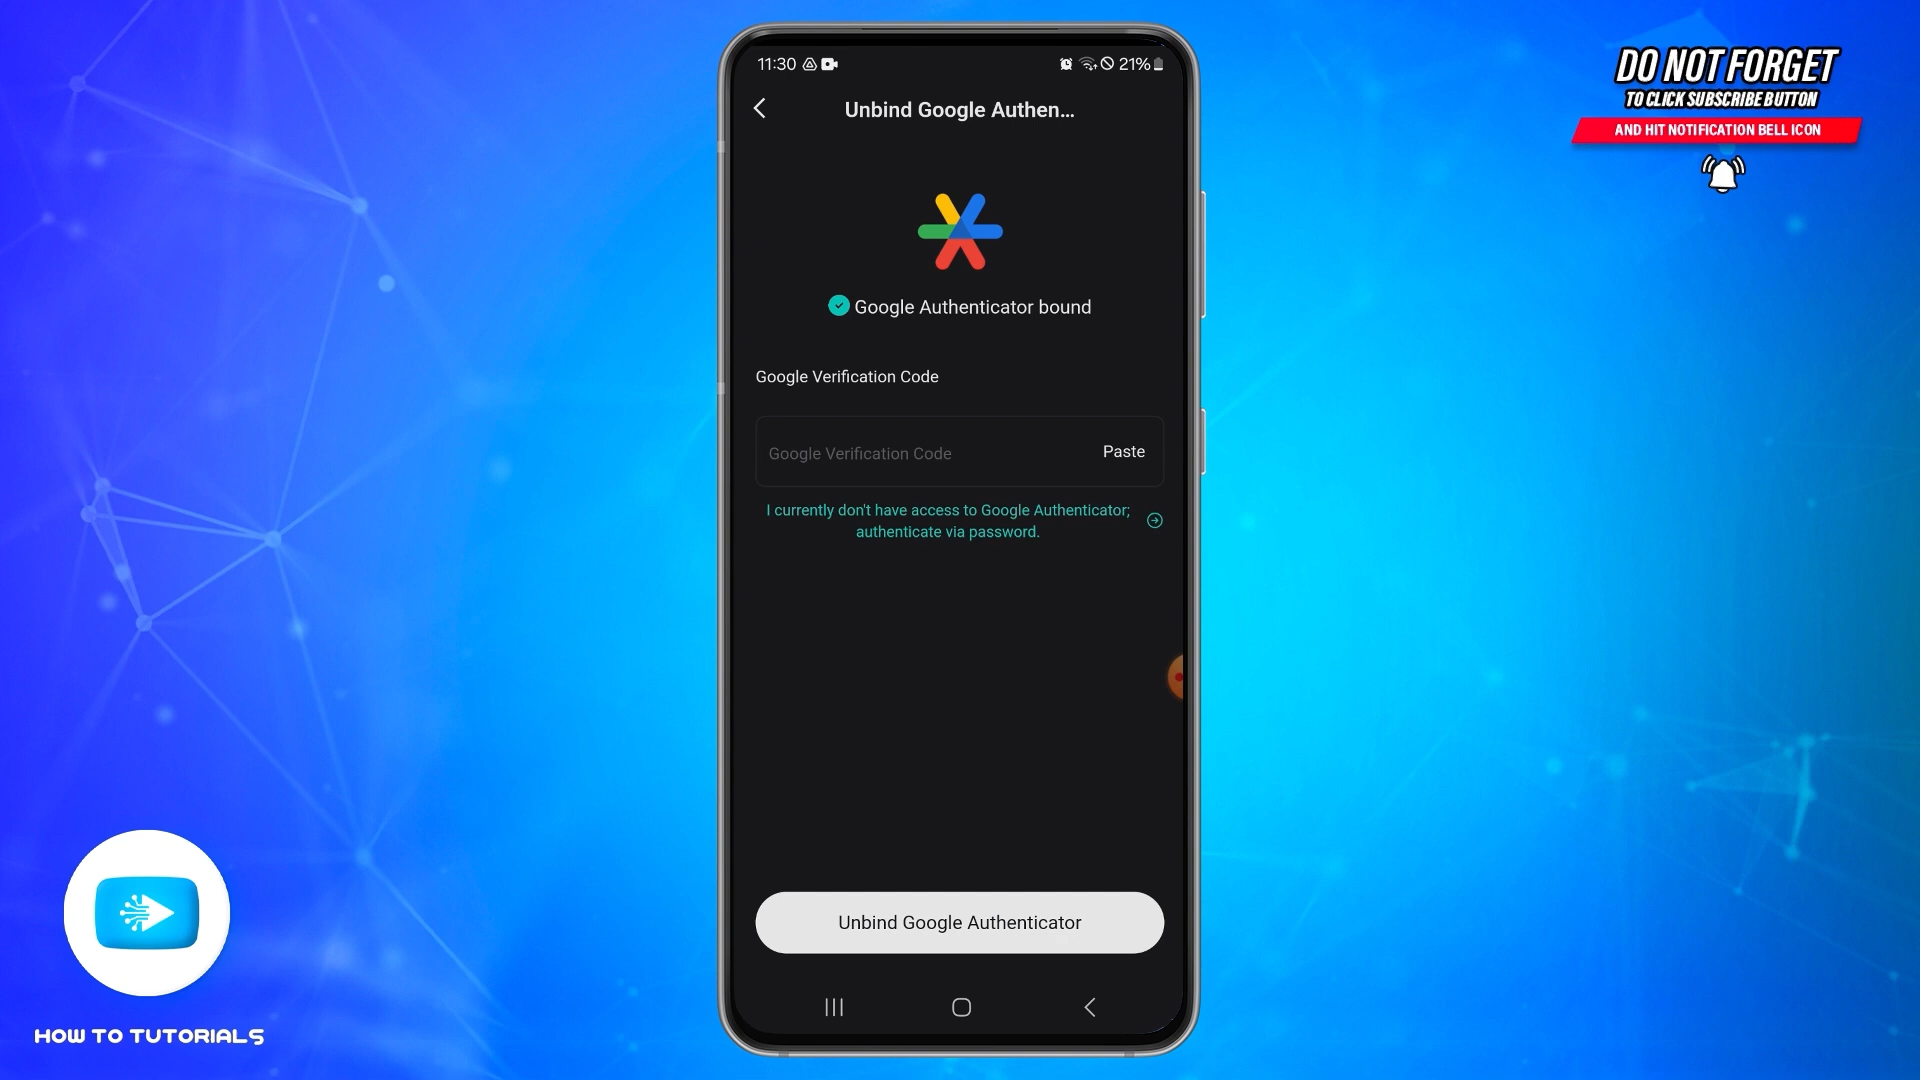 11:30
21%
Unbind Google Authen...
Google Authenticator bound
Google Verification Code
Google Verification Code
Paste
I currently don't have access to Google Authenticator;
authenticate via password.
Unbind Google Authenticator
DO NOT FORGET
TO CLICK SUBSCRIBE BUTTON
AND HIT NOTIFICATION BELL ICON
HOW TO TUTORIALS